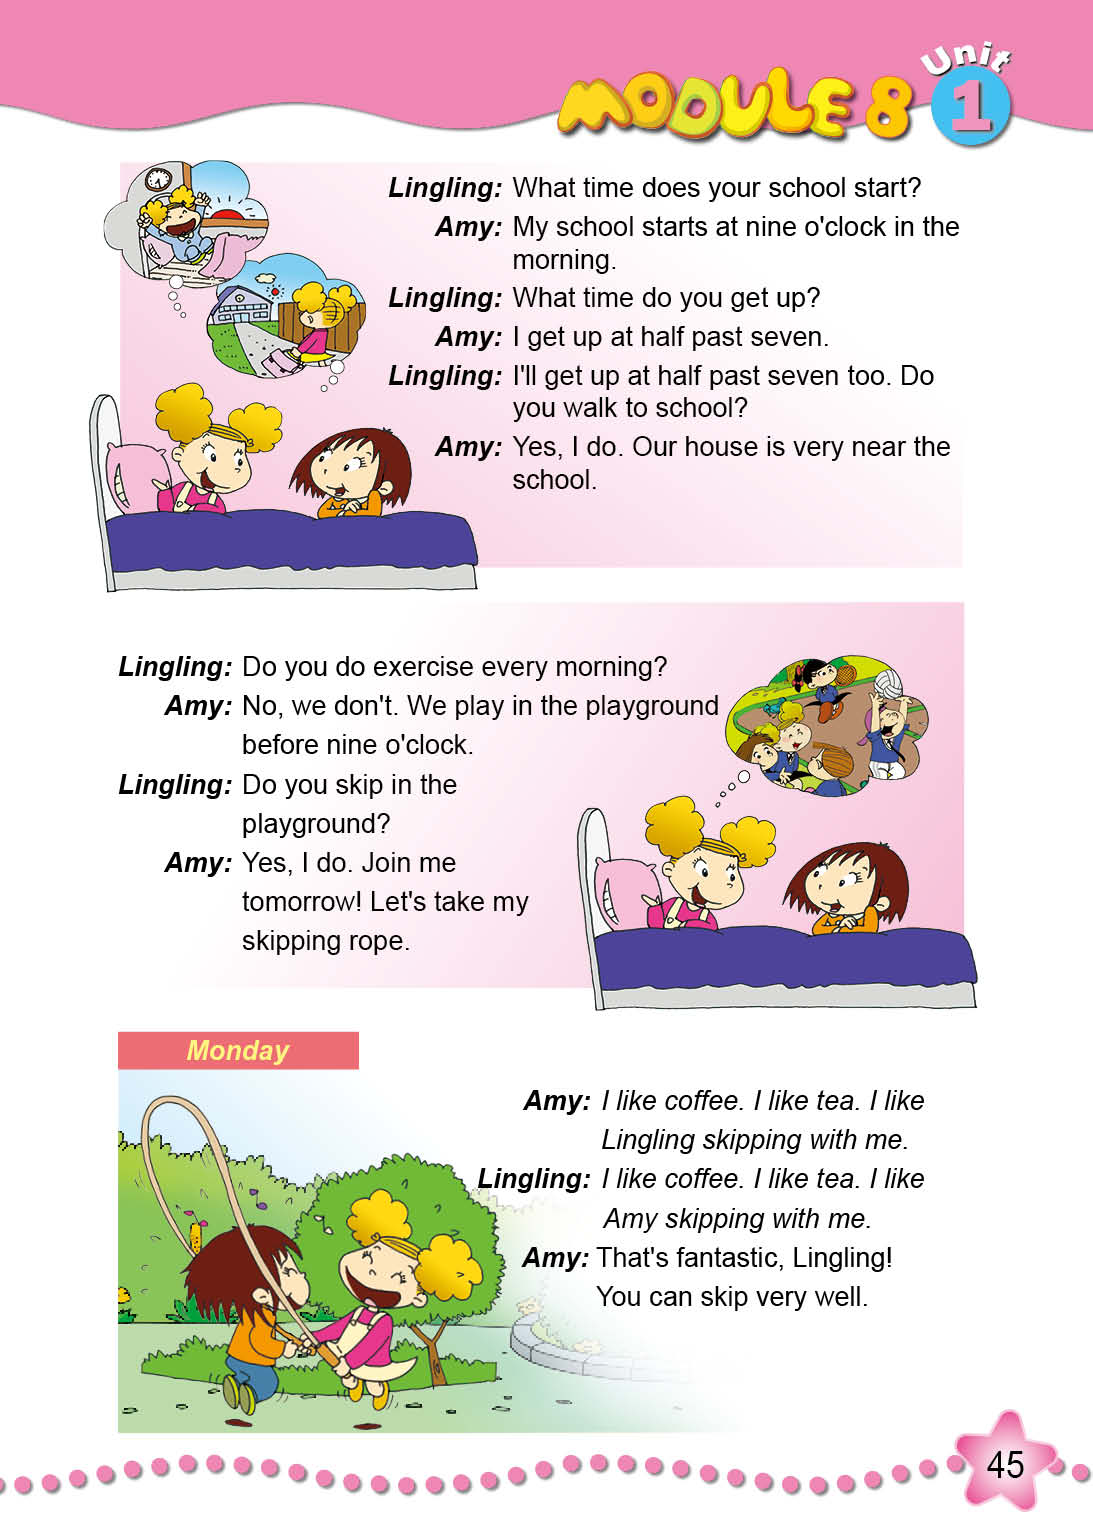 MODULE 8 Unit 1
Lingling: What time does your school start?
Amy: My school starts at nine o'clock in the
morning.
Lingling: What time do you get up?
Amy: I get up at half past seven.
Lingling: I'll get up at half past seven too. Do
you walk to school?
Amy: Yes, I do. Our house is very near the
school.
Lingling: Do you do exercise every morning?
Amy: No, we don't. We play in the playground
before nine o'clock.
Lingling: Do you skip in the
playground?
Amy: Yes, I do. Join me
tomorrow! Let's take my
skipping rope.
Monday
Amy: I like coffee. I like tea. I like
Lingling skipping with me.
Lingling: I like coffee. I like tea. I like
Amy skipping with me.
Amy: That's fantastic, Lingling!
You can skip very well.
45